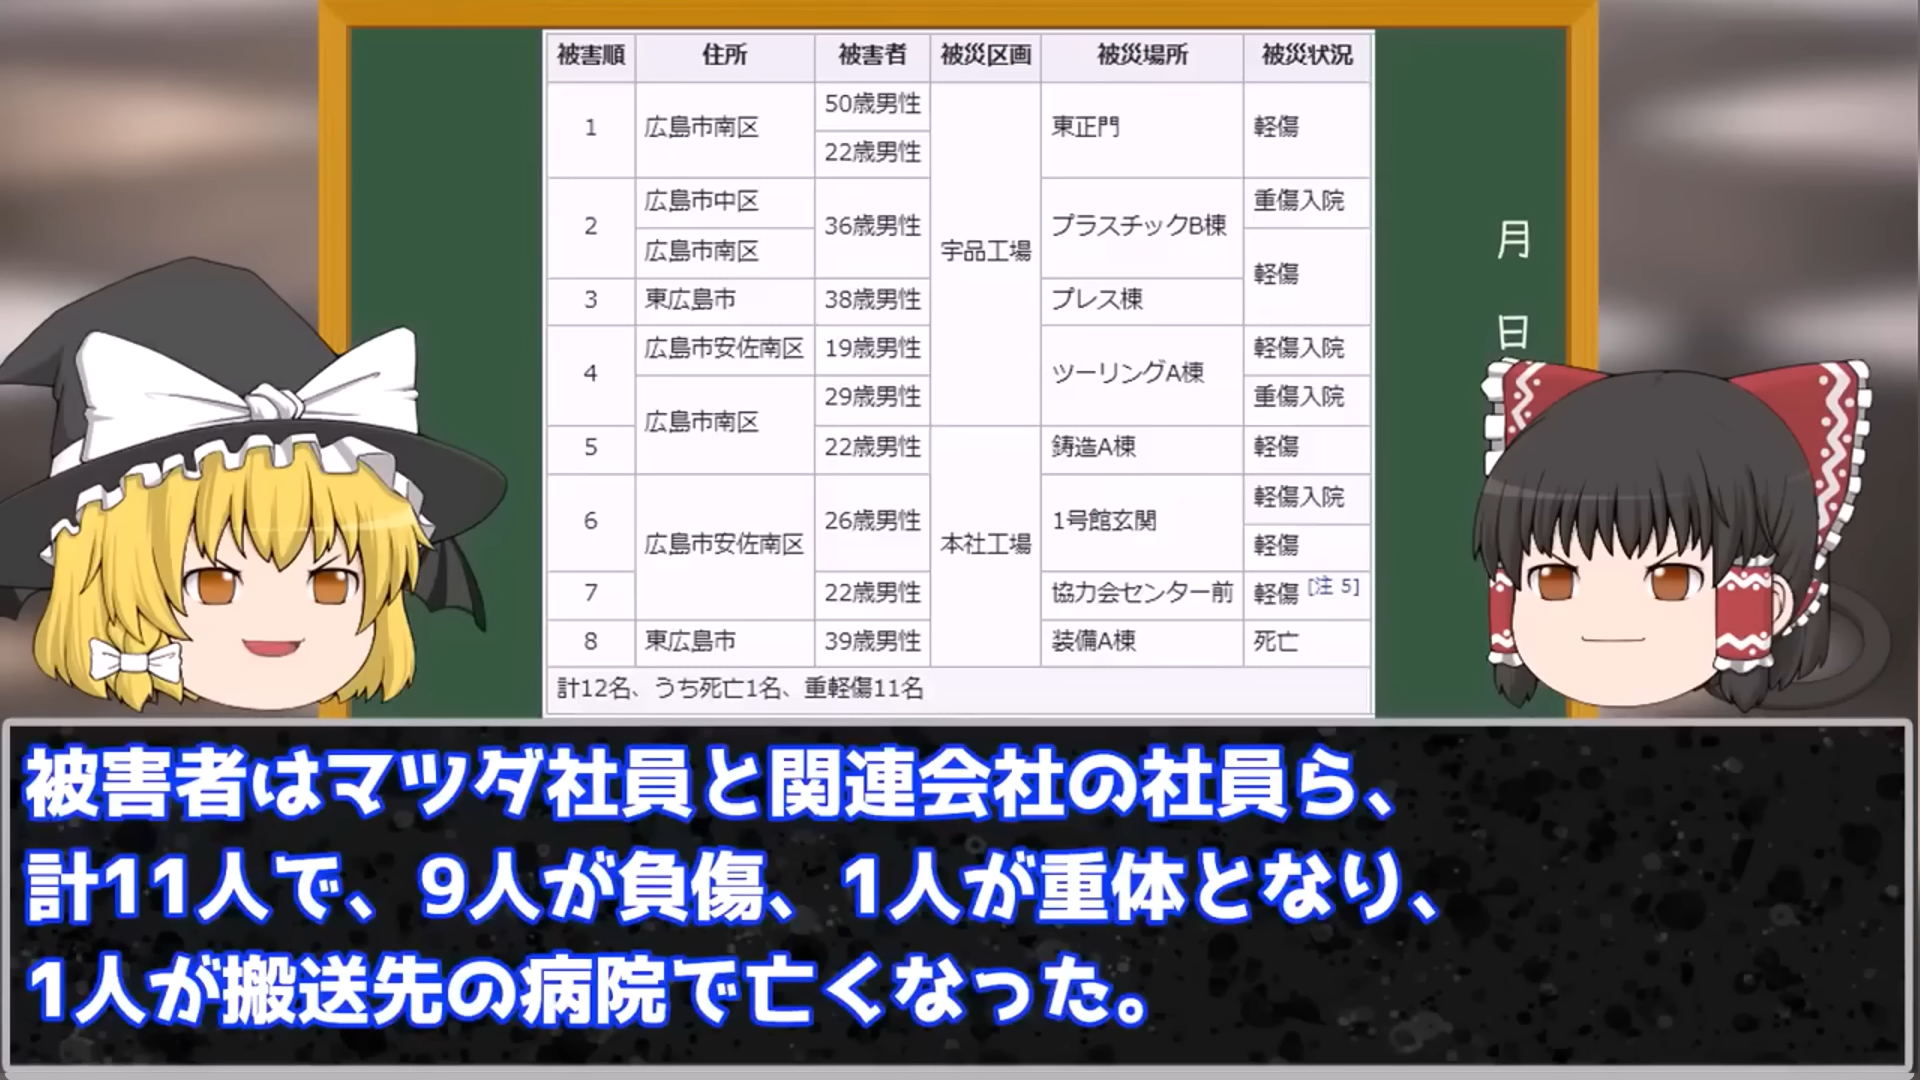 被害順 住所 被害者 被災区画 被災場所 被災状況
1 広島市南区 50歳男性 宇品工場 東正門 軽傷
22歳男性
2 広島市中区 36歳男性 プラスチックB棟 重傷入院
広島市南区 軽傷
3 東広島市 38歳男性 プレス棟
4 広島市安佐南区 19歳男性 ツーリングA棟 軽傷入院
広島市南区 29歳男性 重傷入院
5 22歳男性 本社工場 鋳造A棟 軽傷
6 広島市安佐南区 26歳男性 1号館玄関 軽傷入院
軽傷
7 22歳男性 協力会センター前 軽傷 [注 5]
8 東広島市 39歳男性 装備A棟 死亡
計12名、うち死亡1名、重軽傷11名
月
日
被害者はマツダ社員と関連会社の社員ら、
計11人で、9人が負傷、1人が重体となり、
1人が搬送先の病院で亡くなった。